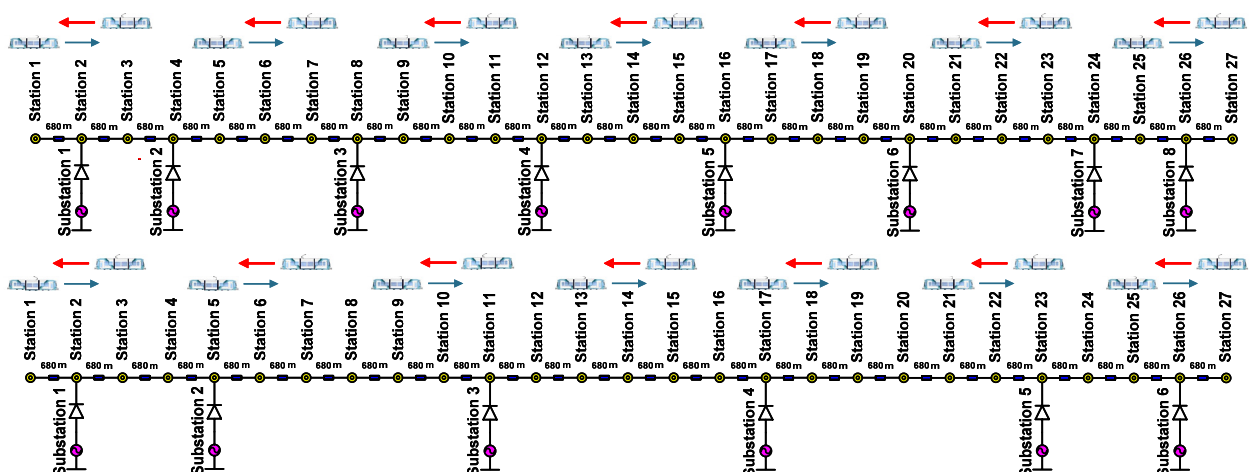 Station 1 Station 2 Station 3 Station 4 Station 5 Station 6 Station 7 Station 8 Station 9 Station 10 Station 11 Station 12 Station 13 Station 14 Station 15 Station 16 Station 17 Station 18 Station 19 Station 20 Station 21 Station 22 Station 23 Station 24 Station 25 Station 26 Station 27
680 m 680 m 680 m 680 m 680 m 680 m 680 m 680 m 680 m 680 m 680 m 680 m 680 m 680 m 680 m 680 m 680 m 680 m 680 m 680 m 680 m 680 m 680 m 680 m 680 m 680 m
Substation 1 Substation 2 Substation 3 Substation 4 Substation 5 Substation 6 Substation 7 Substation 8
Station 1 Station 2 Station 3 Station 4 Station 5 Station 6 Station 7 Station 8 Station 9 Station 10 Station 11 Station 12 Station 13 Station 14 Station 15 Station 16 Station 17 Station 18 Station 19 Station 20 Station 21 Station 22 Station 23 Station 24 Station 25 Station 26 Station 27
680 m 680 m 680 m 680 m 680 m 680 m 680 m 680 m 680 m 680 m 680 m 680 m 680 m 680 m 680 m 680 m 680 m 680 m 680 m 680 m 680 m 680 m 680 m 680 m 680 m 680 m
Substation 1 Substation 2 Substation 3 Substation 4 Substation 5 Substation 6